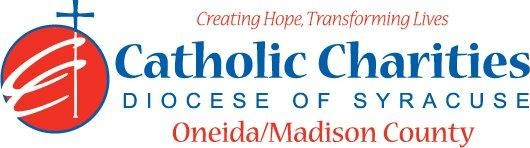 Creating Hope, Transforming Lives
Catholic Charities
DIOCESE OF SYRACUSE
Oneida/Madison County